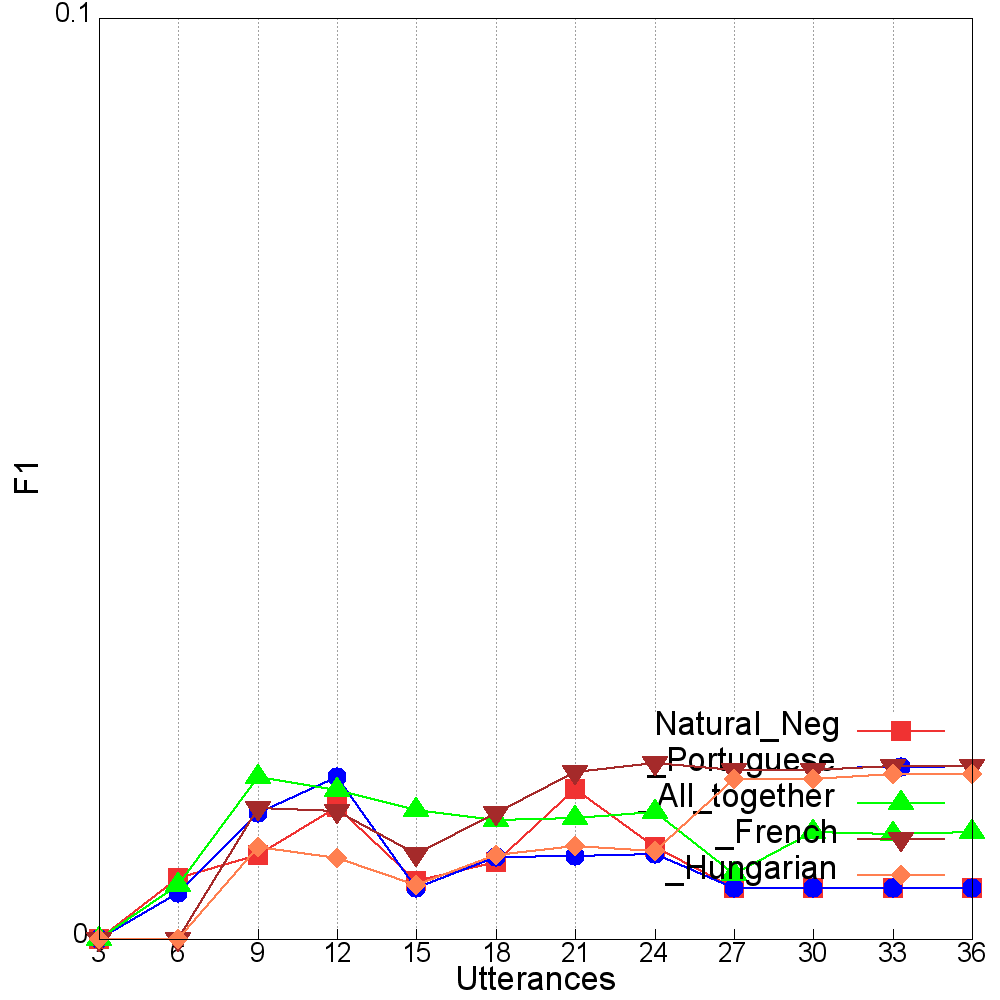 0.1
F1
Natural_Neg
_Portuguese
_All_together
_French
_Hungarian
0
3 6 9 12 15 18 21 24 27 30 33 36
Utterances